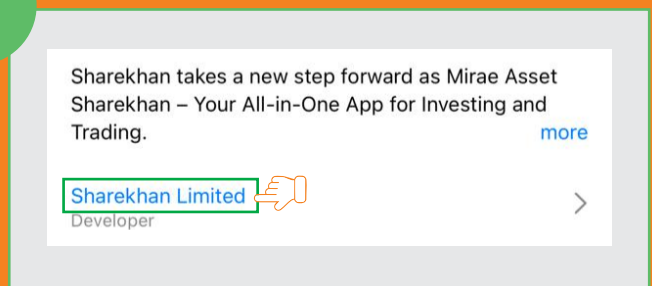 Sharekhan takes a new step forward as Mirae Asset
Sharekhan – Your All-in-One App for Investing and
Trading.
more
Sharekhan Limited
Developer